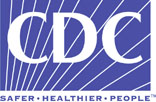 CDC
SAFER • HEALTHIER • PEOPLE™